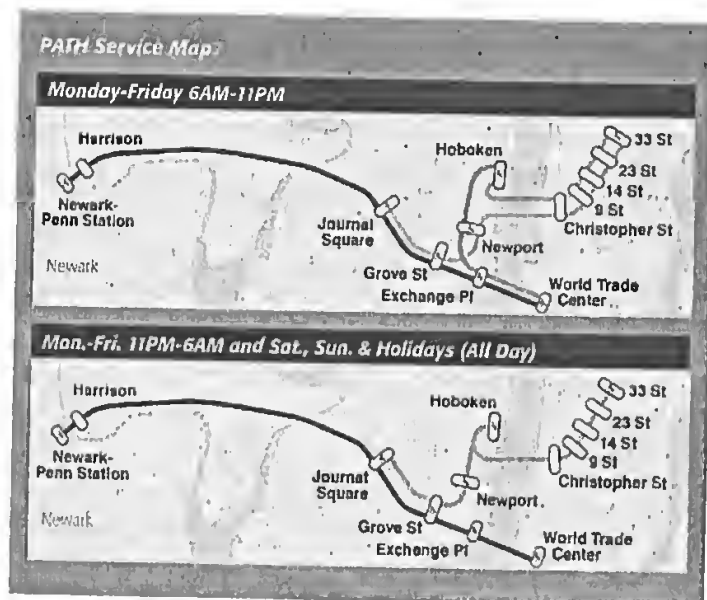 PATH Service Map
Monday-Friday 6AM-11PM
Harrison
Newark-
Penn Station
Newark
Journal
Square
Grove St
Exchange Pl
Hoboken
Newport
33 St
23 St
14 St
9 St
Christopher St
World Trade
Center
Mon.-Fri. 11PM-6AM and Sat., Sun. & Holidays (All Day)
Harrison
Newark-
Penn Station
Newark
Journal
Square
Grove St
Exchange Pl
Hoboken
Newport
33 St
23 St
14 St
9 St
Christopher St
World Trade
Center